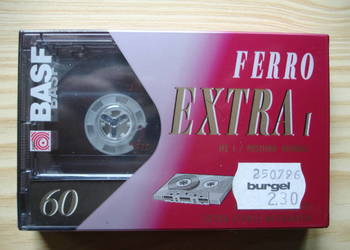 BASF
FERRO
EXTRA I
60
250796
burgel
2.30